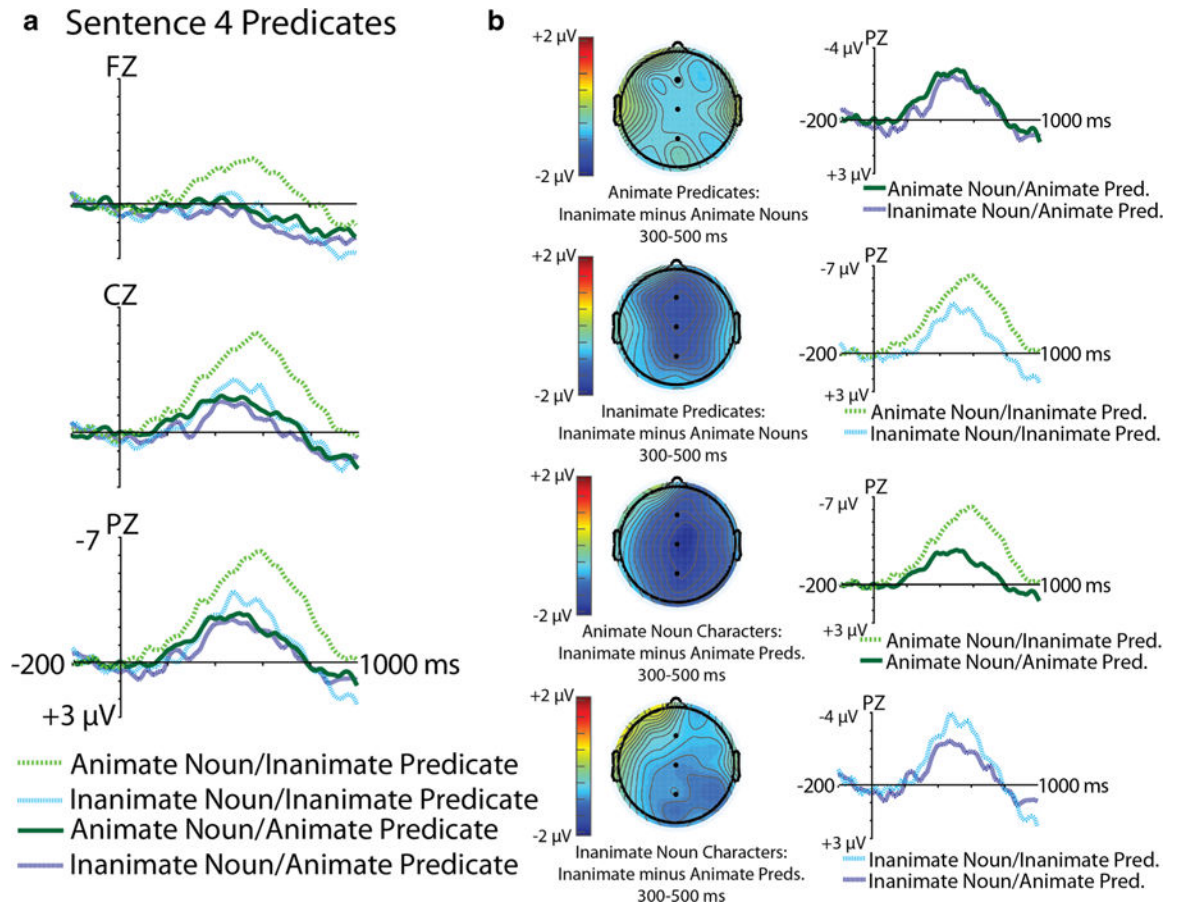 a Sentence 4 Predicates
FZ
CZ
-7 PZ
-200
1000 ms
+3 µV
Animate Noun/Inanimate Predicate
Inanimate Noun/Inanimate Predicate
Animate Noun/Animate Predicate
Inanimate Noun/Animate Predicate
b
+2 µV
-2 µV
Animate Predicates:
Inanimate minus Animate Nouns
300-500 ms
-4 µV PZ
-200
1000 ms
+3 µV
Animate Noun/Animate Pred.
Inanimate Noun/Animate Pred.
+2 µV
-2 µV
Inanimate Predicates:
Inanimate minus Animate Nouns
300-500 ms
-7 µV PZ
-200
1000 ms
+3 µV
Animate Noun/Inanimate Pred.
Inanimate Noun/Inanimate Pred.
+2 µV
-2 µV
Animate Noun Characters:
Inanimate minus Animate Preds.
300-500 ms
-7 µV PZ
-200
1000 ms
+3 µV
Animate Noun/Inanimate Pred.
Animate Noun/Animate Pred.
+2 µV
-2 µV
Inanimate Noun Characters:
Inanimate minus Animate Preds.
300-500 ms
-4 µV PZ
-200
1000 ms
+3 µV
Inanimate Noun/Inanimate Pred.
Inanimate Noun/Animate Pred.